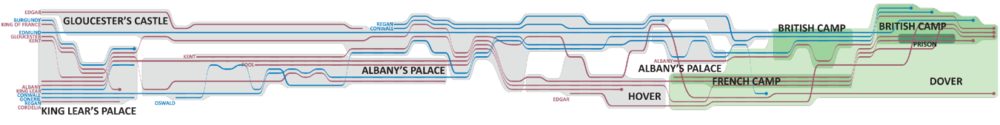 EDGAR
BURGUNDY
KING OF FRANCE
EDMUND
GLOUCESTER
KENT
GLOUCESTER'S CASTLE
ALBANY
KING LEAR
CONWALL
GONERIL
REGAN
CORDELIA
KING LEAR'S PALACE
OSWALD
KENT
FOOL
REGAN
CONWALL
ALBANY'S PALACE
EDGAR
HOVER
ALBANY
ALBANY'S PALACE
FRENCH CAMP
BRITISH CAMP
BRITISH CAMP
PRISON
DOVER